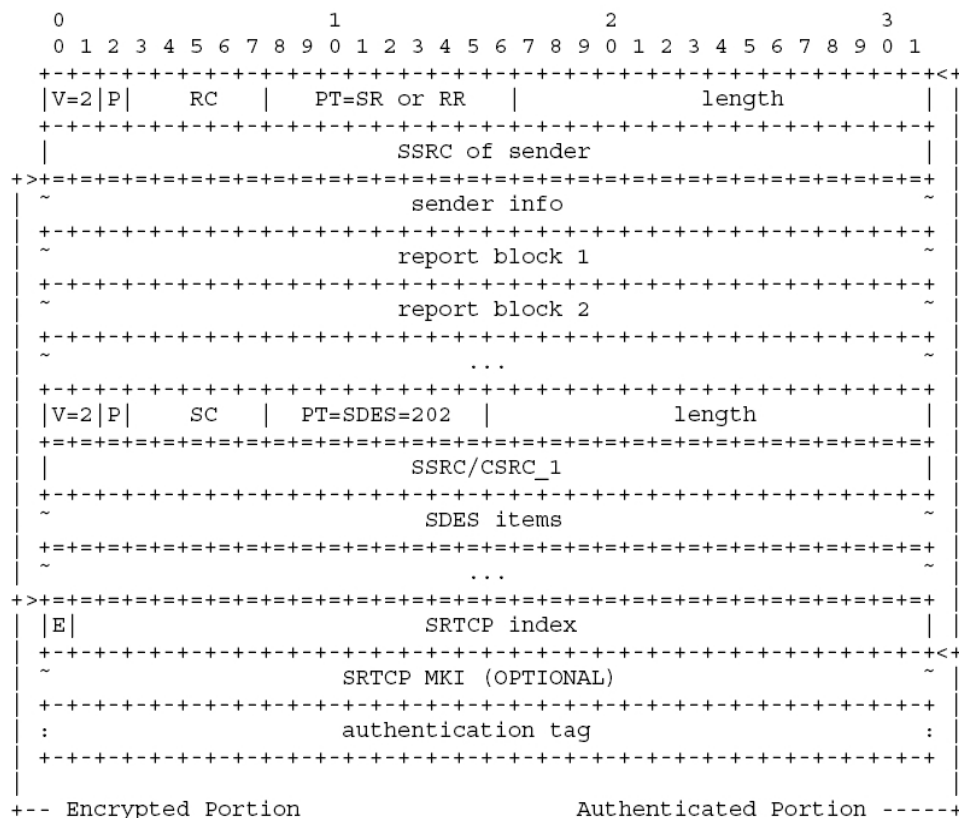 0                   1                   2                   3
0 1 2 3 4 5 6 7 8 9 0 1 2 3 4 5 6 7 8 9 0 1 2 3 4 5 6 7 8 9 0 1
+-+-+-+-+-+-+-+-+-+-+-+-+-+-+-+-+-+-+-+-+-+-+-+-+-+-+-+-+-+-+-+-+<+
|V=2|P|    RC    |   PT=SR or RR   |               length          | |
+-+-+-+-+-+-+-+-+-+-+-+-+-+-+-+-+-+-+-+-+-+-+-+-+-+-+-+-+-+-+-+-+ |
|                         SSRC of sender                        | |
+>+=+=+=+=+=+=+=+=+=+=+=+=+=+=+=+=+=+=+=+=+=+=+=+=+=+=+=+=+=+=+=+=+ |
| ~                          sender info                          ~ |
| +-+-+-+-+-+-+-+-+-+-+-+-+-+-+-+-+-+-+-+-+-+-+-+-+-+-+-+-+-+-+-+-+ |
| ~                         report block 1                        ~ |
| +-+-+-+-+-+-+-+-+-+-+-+-+-+-+-+-+-+-+-+-+-+-+-+-+-+-+-+-+-+-+-+-+ |
| ~                         report block 2                        ~ |
| +-+-+-+-+-+-+-+-+-+-+-+-+-+-+-+-+-+-+-+-+-+-+-+-+-+-+-+-+-+-+-+-+ |
| ~                              ...                              ~ |
| +-+-+-+-+-+-+-+-+-+-+-+-+-+-+-+-+-+-+-+-+-+-+-+-+-+-+-+-+-+-+-+-+ |
| |V=2|P|    SC    |  PT=SDES=202  |             length            | |
| +=+=+=+=+=+=+=+=+=+=+=+=+=+=+=+=+=+=+=+=+=+=+=+=+=+=+=+=+=+=+=+=+ |
| |                          SSRC/CSRC_1                          | |
| +-+-+-+-+-+-+-+-+-+-+-+-+-+-+-+-+-+-+-+-+-+-+-+-+-+-+-+-+-+-+-+-+ |
| ~                           SDES items                          ~ |
| +=+=+=+=+=+=+=+=+=+=+=+=+=+=+=+=+=+=+=+=+=+=+=+=+=+=+=+=+=+=+=+=+ |
| ~                              ...                              ~ |
+>+=+=+=+=+=+=+=+=+=+=+=+=+=+=+=+=+=+=+=+=+=+=+=+=+=+=+=+=+=+=+=+=+ |
| |E|                         SRTCP index                         | |
| +-+-+-+-+-+-+-+-+-+-+-+-+-+-+-+-+-+-+-+-+-+-+-+-+-+-+-+-+-+-+-+-+<+
| ~                     SRTCP MKI (OPTIONAL)                      ~ |
| +-+-+-+-+-+-+-+-+-+-+-+-+-+-+-+-+-+-+-+-+-+-+-+-+-+-+-+-+-+-+-+-+ |
| :                     authentication tag                        : |
| +-+-+-+-+-+-+-+-+-+-+-+-+-+-+-+-+-+-+-+-+-+-+-+-+-+-+-+-+-+-+-+-+ |
|                                                                   |
+-- Encrypted Portion                    Authenticated Portion -----+